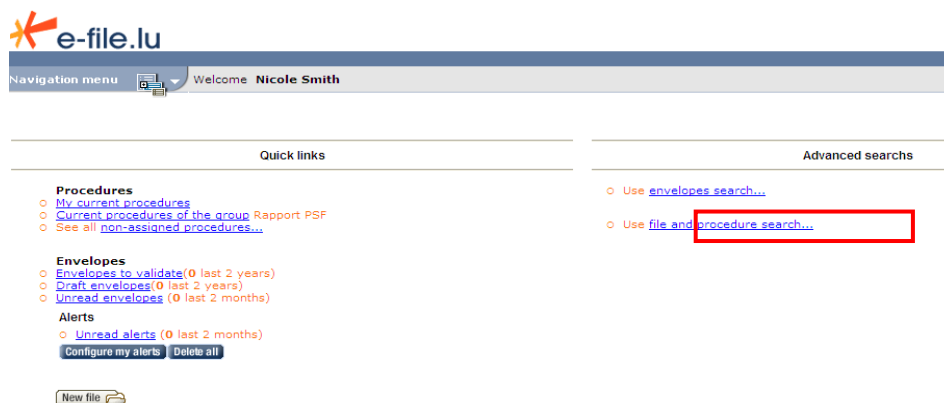 e-file.lu
Navigation menu Welcome Nicole Smith
Quick links
Procedures
My current procedures
Current procedures of the group Rapport PSF
See all non-assigned procedures...
Envelopes
Envelopes to validate(0 last 2 years)
Draft envelopes(0 last 2 years)
Unread envelopes (0 last 2 months)
Alerts
Unread alerts (0 last 2 months)
Configure my alerts Delete all
New file
Advanced searchs
Use envelopes search...
Use file and procedure search...